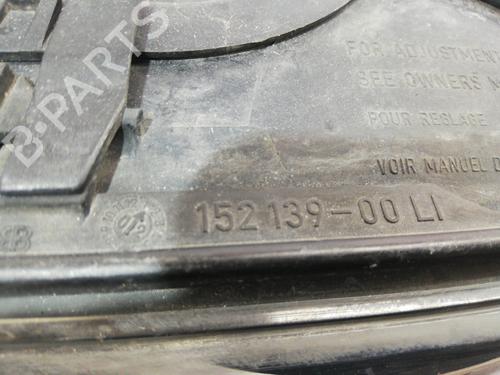 B-PARTS
FOR ADJUSTMENT
SEE OWNERS
POUR REGLAGE
VOIR MANUEL D
152 139-00 LI